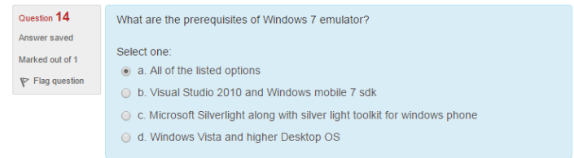 Question 14
Answer saved
Marked out of 1
Flag question
What are the prerequisites of Windows 7 emulator?
Select one:
a. All of the listed options
b. Visual Studio 2010 and Windows mobile 7 sdk
c. Microsoft Silverlight along with silver light toolkit for windows phone
d. Windows Vista and higher Desktop OS